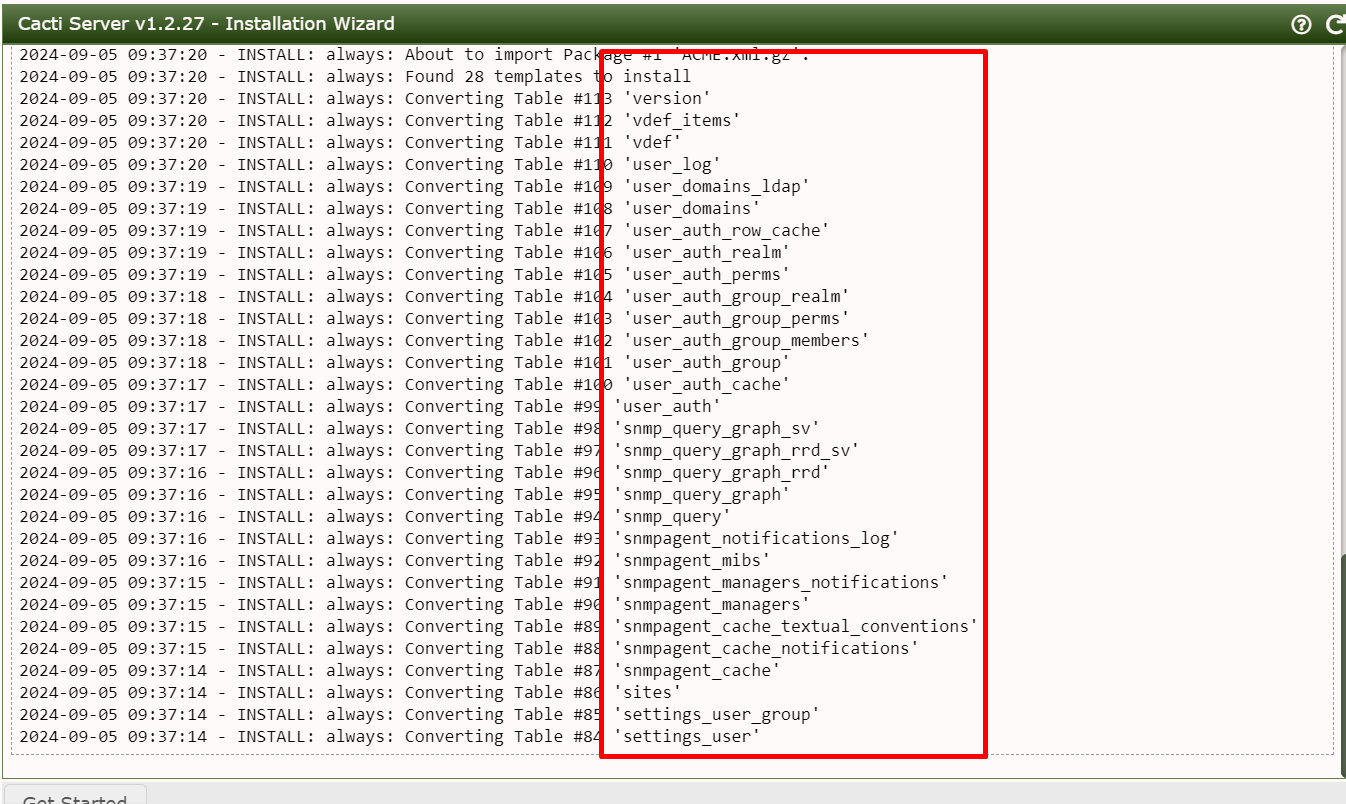 Cacti Server v1.2.27 - Installation Wizard
2024-09-05 09:37:20 - INSTALL: always: About to import Package #1 'ACME.xml.gz'.
2024-09-05 09:37:20 - INSTALL: always: Found 28 templates to install
2024-09-05 09:37:20 - INSTALL: always: Converting Table #113 'version'
2024-09-05 09:37:20 - INSTALL: always: Converting Table #112 'vdef_items'
2024-09-05 09:37:20 - INSTALL: always: Converting Table #111 'vdef'
2024-09-05 09:37:20 - INSTALL: always: Converting Table #110 'user_log'
2024-09-05 09:37:19 - INSTALL: always: Converting Table #109 'user_domains_ldap'
2024-09-05 09:37:19 - INSTALL: always: Converting Table #108 'user_domains'
2024-09-05 09:37:19 - INSTALL: always: Converting Table #107 'user_auth_row_cache'
2024-09-05 09:37:19 - INSTALL: always: Converting Table #106 'user_auth_realm'
2024-09-05 09:37:19 - INSTALL: always: Converting Table #105 'user_auth_perms'
2024-09-05 09:37:18 - INSTALL: always: Converting Table #104 'user_auth_group_realm'
2024-09-05 09:37:18 - INSTALL: always: Converting Table #103 'user_auth_group_perms'
2024-09-05 09:37:18 - INSTALL: always: Converting Table #102 'user_auth_group_members'
2024-09-05 09:37:18 - INSTALL: always: Converting Table #101 'user_auth_group'
2024-09-05 09:37:17 - INSTALL: always: Converting Table #100 'user_auth_cache'
2024-09-05 09:37:17 - INSTALL: always: Converting Table #99 'user_auth'
2024-09-05 09:37:17 - INSTALL: always: Converting Table #98 'snmp_query_graph_sv'
2024-09-05 09:37:17 - INSTALL: always: Converting Table #97 'snmp_query_graph_rrd_sv'
2024-09-05 09:37:16 - INSTALL: always: Converting Table #96 'snmp_query_graph_rrd'
2024-09-05 09:37:16 - INSTALL: always: Converting Table #95 'snmp_query_graph'
2024-09-05 09:37:16 - INSTALL: always: Converting Table #94 'snmp_query'
2024-09-05 09:37:16 - INSTALL: always: Converting Table #93 'snmpagent_notifications_log'
2024-09-05 09:37:16 - INSTALL: always: Converting Table #92 'snmpagent_mibs'
2024-09-05 09:37:15 - INSTALL: always: Converting Table #91 'snmpagent_managers_notifications'
2024-09-05 09:37:15 - INSTALL: always: Converting Table #90 'snmpagent_managers'
2024-09-05 09:37:15 - INSTALL: always: Converting Table #89 'snmpagent_cache_textual_conventions'
2024-09-05 09:37:15 - INSTALL: always: Converting Table #88 'snmpagent_cache_notifications'
2024-09-05 09:37:14 - INSTALL: always: Converting Table #87 'snmpagent_cache'
2024-09-05 09:37:14 - INSTALL: always: Converting Table #86 'sites'
2024-09-05 09:37:14 - INSTALL: always: Converting Table #85 'settings_user_group'
2024-09-05 09:37:14 - INSTALL: always: Converting Table #84 'settings_user'
Get Started